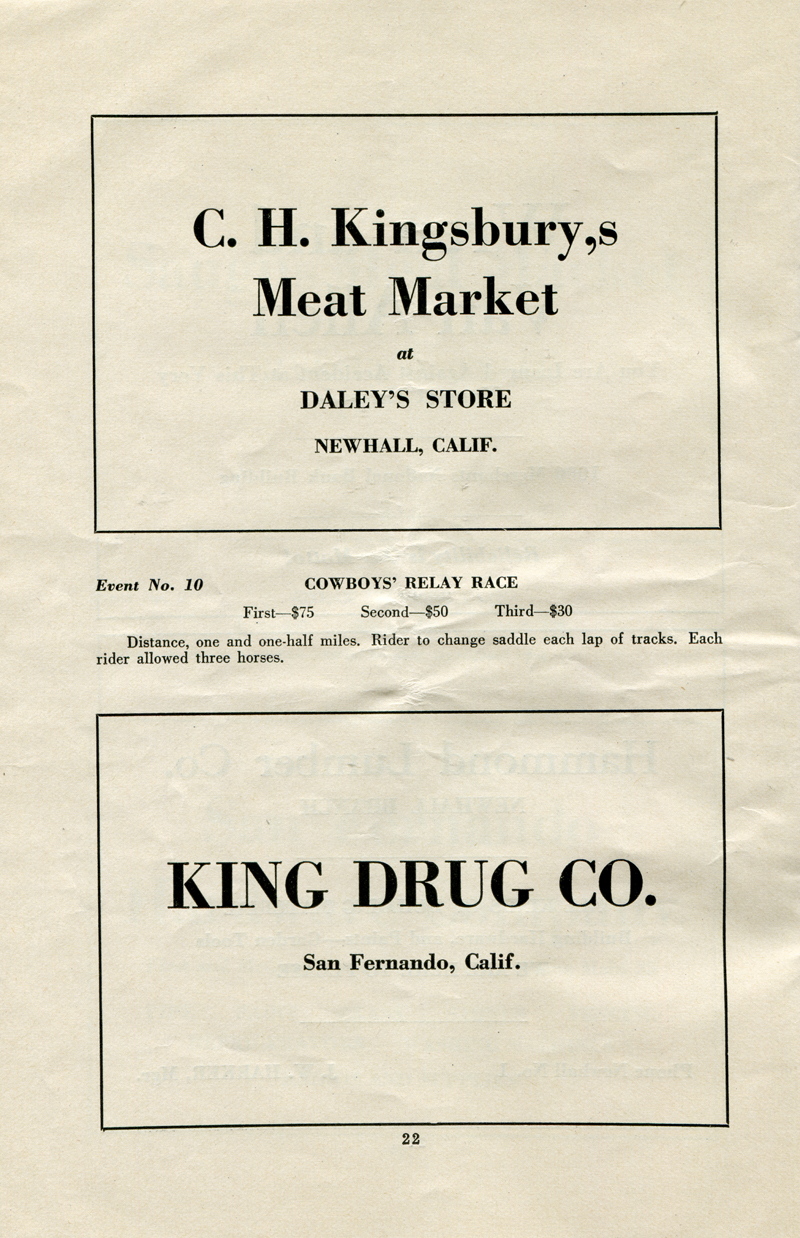 C. H. Kingsbury,s
Meat Market
at
DALEY'S STORE
NEWHALL, CALIF.
Event No. 10 COWBOYS' RELAY RACE
First—$75 Second—$50 Third—$30
Distance, one and one-half miles. Rider to change saddle each lap of tracks. Each
rider allowed three horses.
KING DRUG CO.
San Fernando, Calif.
22